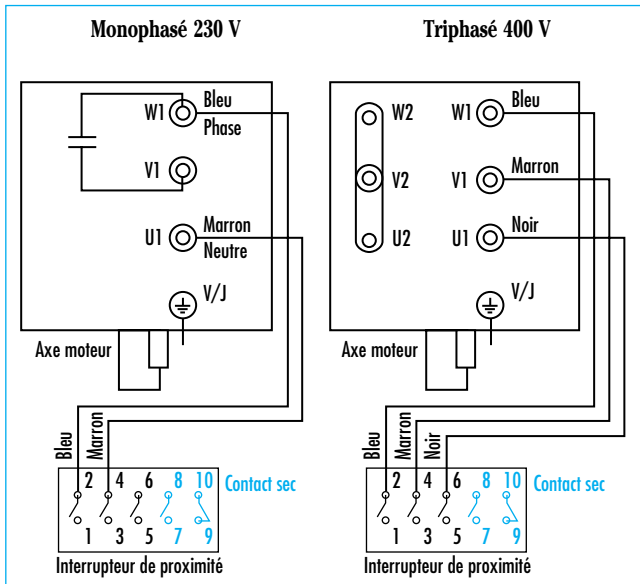 Monophasé 230 V
W1
Bleu
Phase
V1
U1
Marron
Neutre
V/J
Axe moteur
Bleu
Marron
2 4 6 8 10
Contact sec
1 3 5 7 9
Interrupteur de proximité
Triphasé 400 V
W2
W1
Bleu
V2
V1
Marron
U2
U1
Noir
V/J
Axe moteur
Bleu
Marron
Noir
2 4 6 8 10
Contact sec
1 3 5 7 9
Interrupteur de proximité